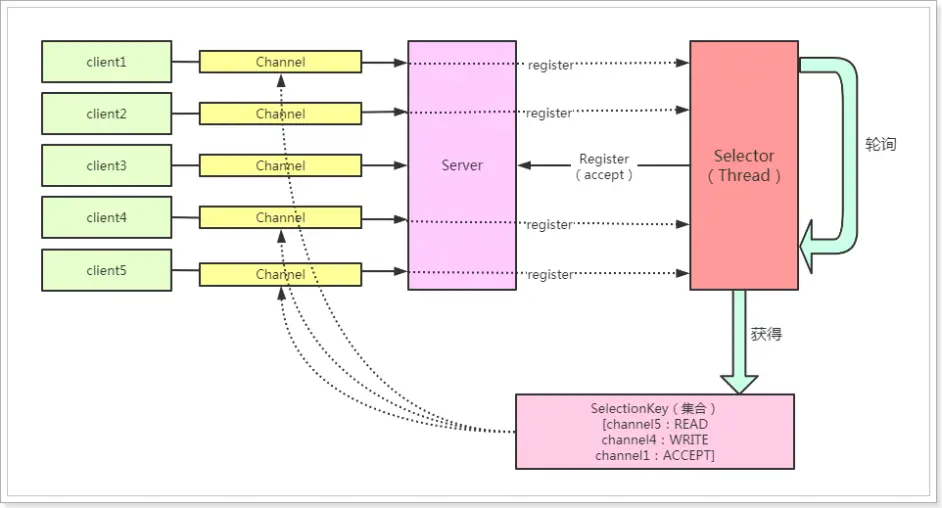 client1
Channel
register
client2
Channel
register
client3
Channel
Server
Register
（accept）
Selector
（Thread）
轮询
client4
Channel
register
client5
Channel
register
获得
SelectionKey（集合）
[channel5：READ
channel4：WRITE
channel1：ACCEPT]